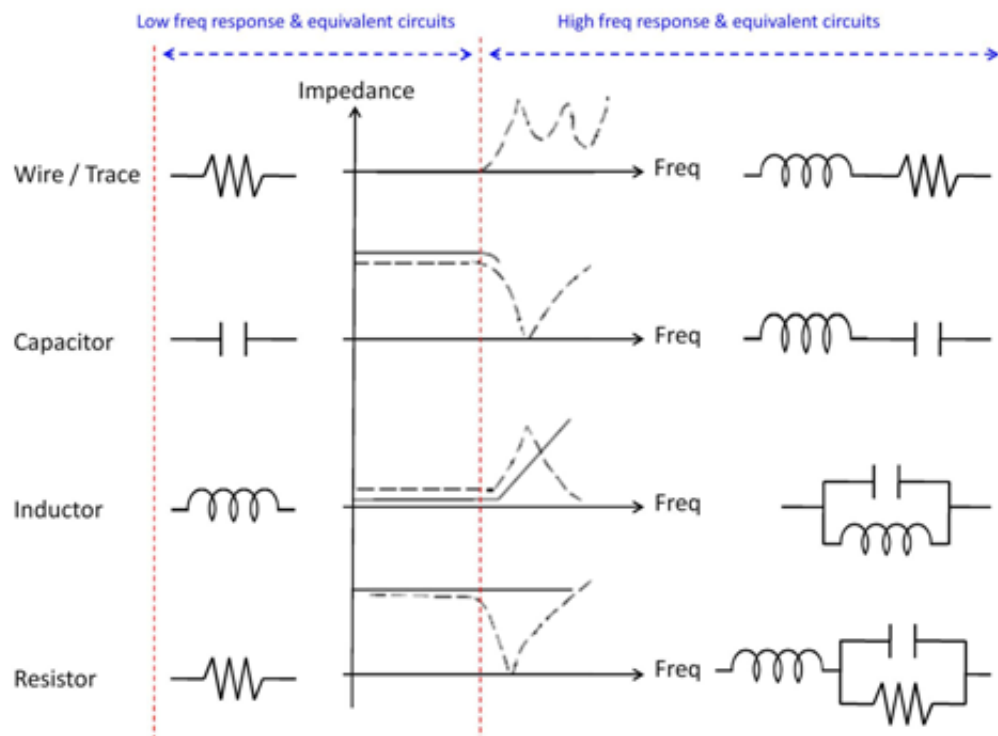 Low freq response & equivalent circuits
High freq response & equivalent circuits
Impedance
Wire / Trace
Freq
Capacitor
Freq
Inductor
Freq
Resistor
Freq